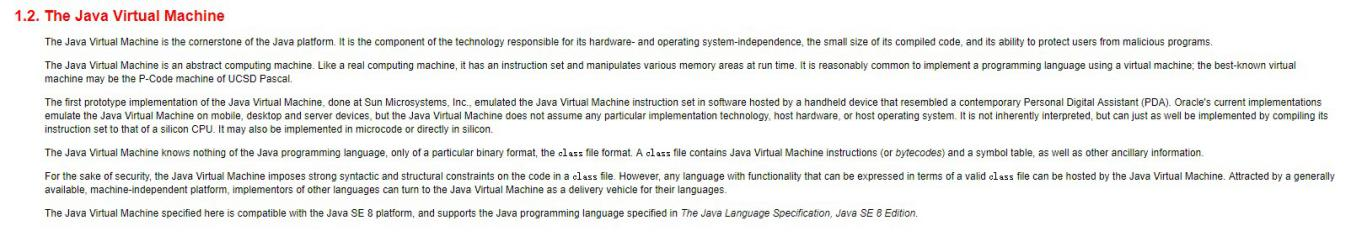 1.2. The Java Virtual Machine
The Java Virtual Machine is the cornerstone of the Java platform. It is the component of the technology responsible for its hardware- and operating system-independence, the small size of its compiled code, and its ability to protect users from malicious programs.
The Java Virtual Machine is an abstract computing machine. Like a real computing machine, it has an instruction set and manipulates various memory areas at run time. It is reasonably common to implement a programming language using a virtual machine; the best-known virtual
machine may be the P-Code machine of UCSD Pascal.
The first prototype implementation of the Java Virtual Machine, done at Sun Microsystems, Inc., emulated the Java Virtual Machine instruction set in software hosted by a handheld device that resembled a contemporary Personal Digital Assistant (PDA). Oracle's current implementations
emulate the Java Virtual Machine on mobile, desktop and server devices, but the Java Virtual Machine does not assume any particular implementation technology, host hardware, or host operating system. It is not inherently interpreted, but can just as well be implemented by compiling its
instruction set to that of a silicon CPU. It may also be implemented in microcode or directly in silicon.
The Java Virtual Machine knows nothing of the Java programming language, only of a particular binary format, the class file format. A class file contains Java Virtual Machine instructions (or bytecodes) and a symbol table, as well as other ancillary information.
For the sake of security, the Java Virtual Machine imposes strong syntactic and structural constraints on the code in a class file. However, any language with functionality that can be expressed in terms of a valid class file can be hosted by the Java Virtual Machine. Attracted by a generally
available, machine-independent platform, implementors of other languages can turn to the Java Virtual Machine as a delivery vehicle for their languages.
The Java Virtual Machine specified here is compatible with the Java SE 8 platform, and supports the Java programming language specified in The Java Language Specification, Java SE 8 Edition.